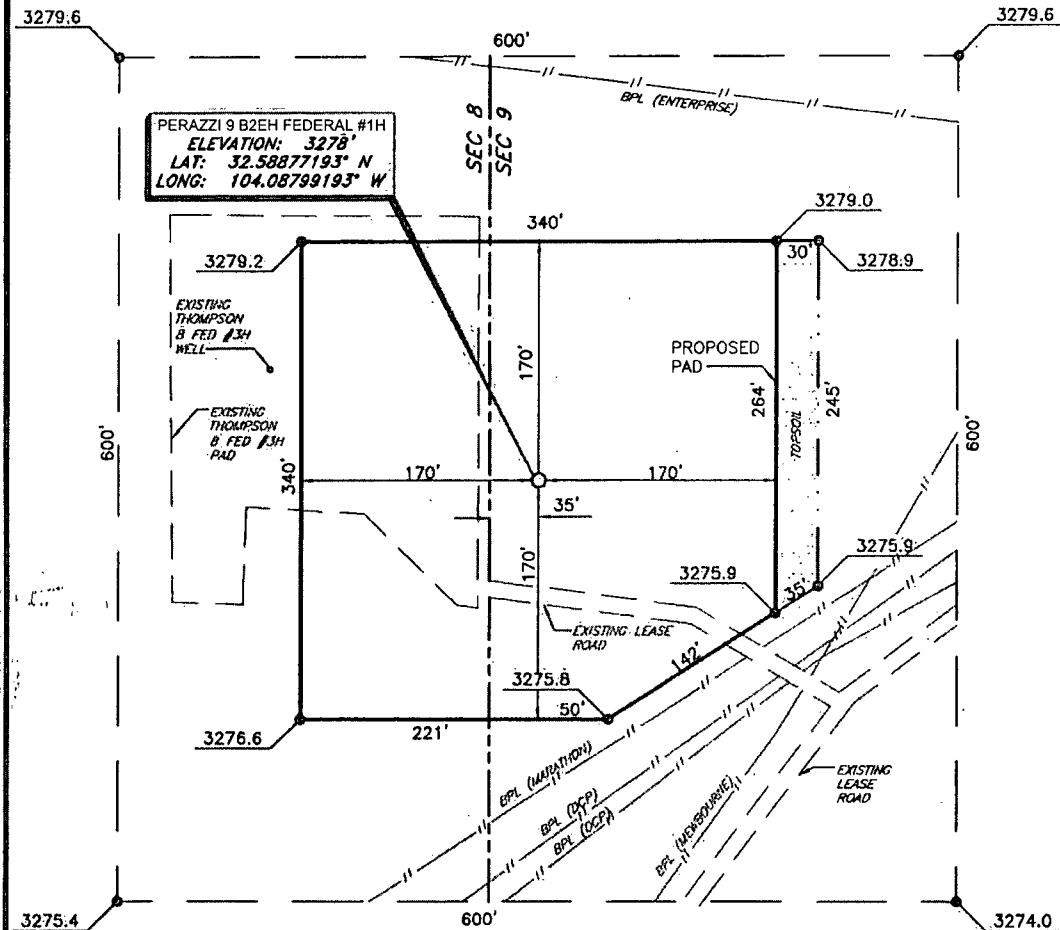 3279.6
3279.6
600'
BPL (ENTERPRISE)
SEC 8
SEC 9
PERAZZI 9 B2EH FEDERAL #1H
ELEVATION: 3278'
LAT: 32.58877193° N
LONG: 104.08799193° W
340'
3279.0
3279.2
30'
3278.9
EXISTING
THOMPSON
8 FED #3H
WELL
170'
PROPOSED
PAD
264'
TOPSOIL
245'
EXISTING
THOMPSON
8 FED #3H
PAD
600'
600'
340'
170'
170'
35'
170'
3275.9
3275.9
35'
EXISTING LEASE
ROAD
142'
3275.8
50'
3276.6
221'
BPL (MARATHON)
BPL (DCP)
BPL (DCP)
BPL (MEWBOURNE)
EXISTING
LEASE
ROAD
3275.4
600'
3274.0